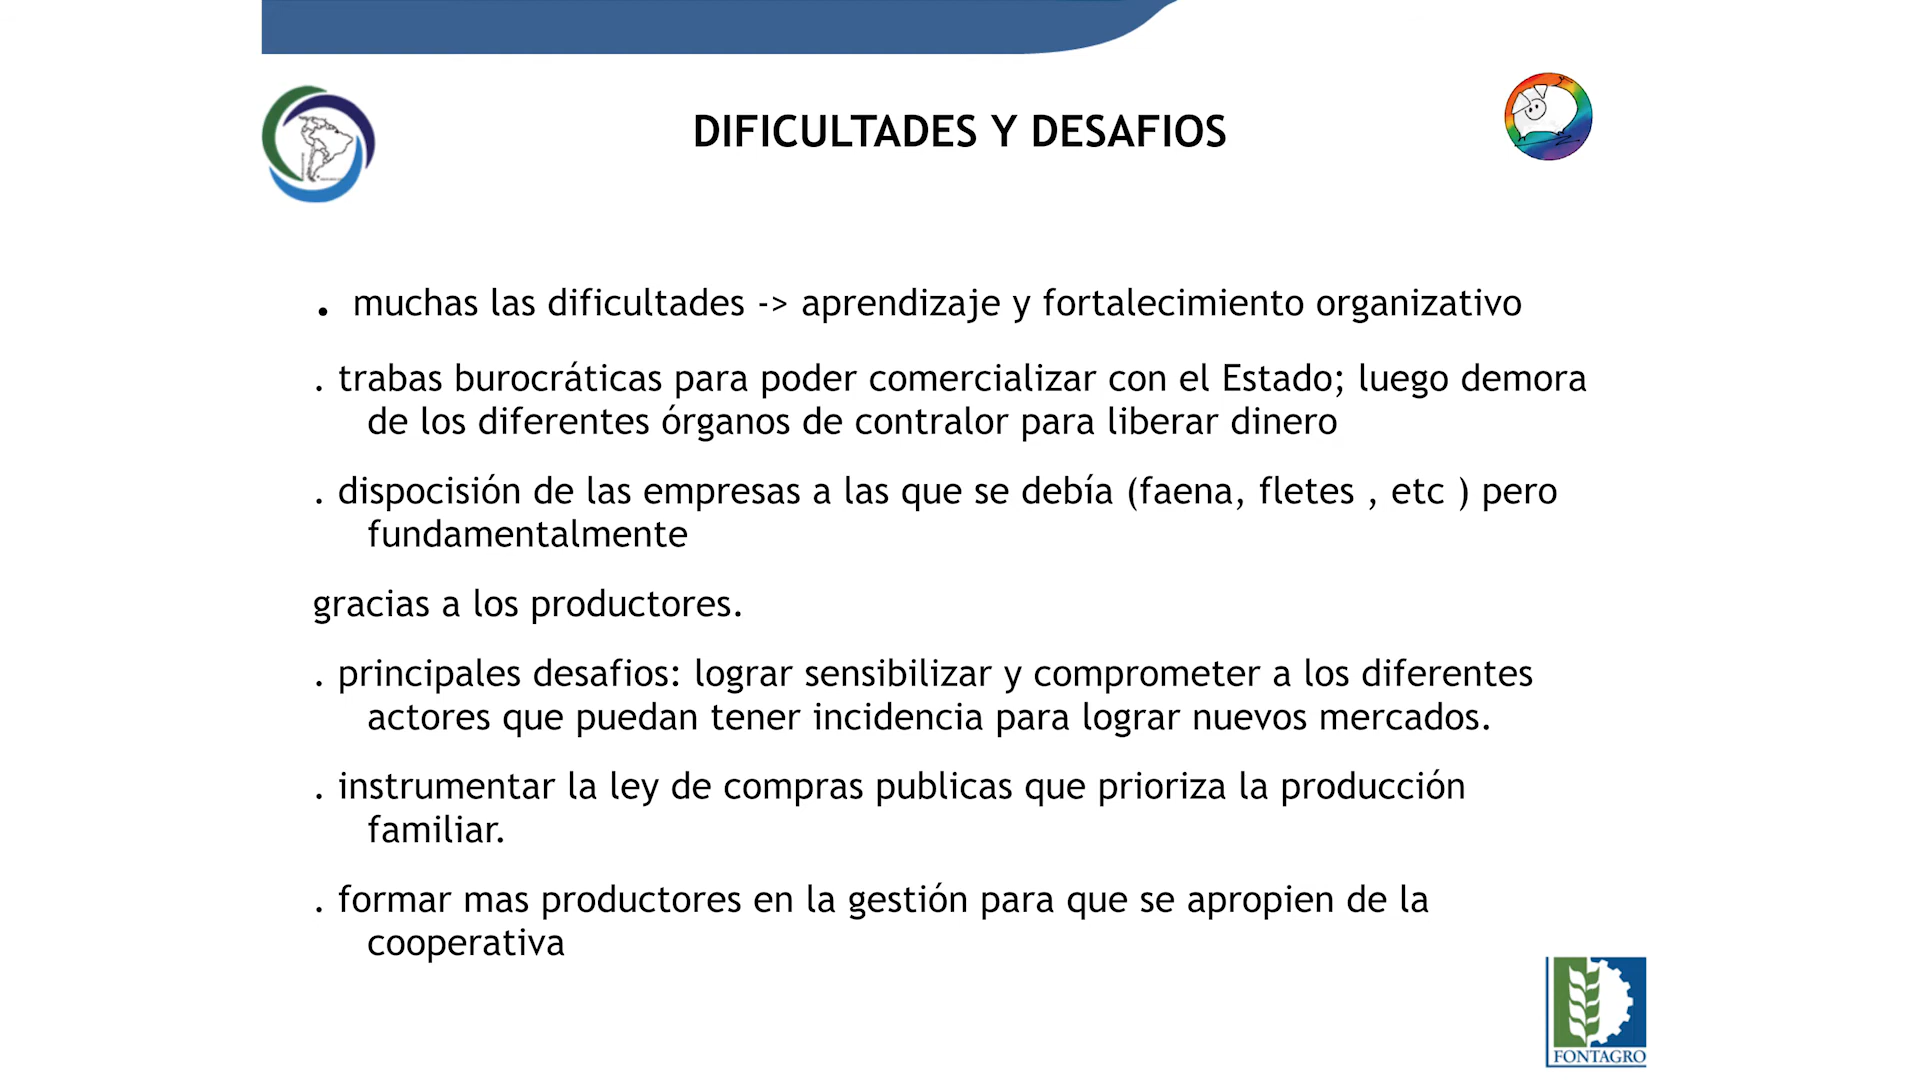 DIFICULTADES Y DESAFIOS
. muchas las dificultades -> aprendizaje y fortalecimiento organizativo
. trabas burocráticas para poder comercializar con el Estado; luego demora
de los diferentes órganos de contralor para liberar dinero
. dispocisión de las empresas a las que se debía (faena, fletes , etc ) pero
fundamentalmente
gracias a los productores.
. principales desafios: lograr sensibilizar y comprometer a los diferentes
actores que puedan tener incidencia para lograr nuevos mercados.
. instrumentar la ley de compras publicas que prioriza la producción
familiar.
. formar mas productores en la gestión para que se apropien de la
cooperativa
FONTAGRO